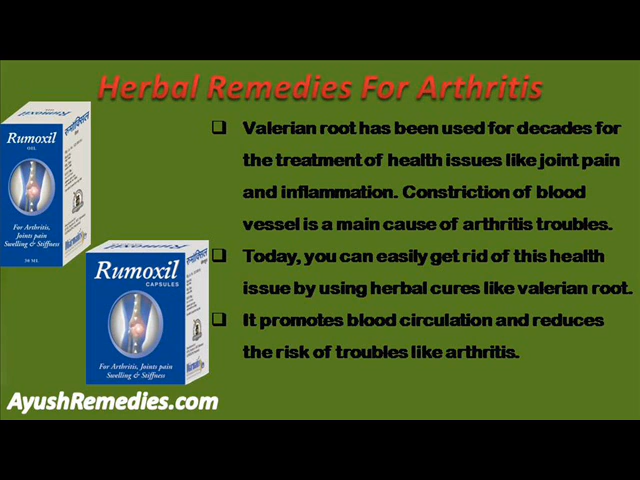 Herbal Remedies For Arthritis
❑ Valerian root has been used for decades for
the treatment of health issues like joint pain
and inflammation. Constriction of blood
vessel is a main cause of arthritis troubles.
❑ Today, you can easily get rid of this health
issue by using herbal cures like valerian root.
❑ It promotes blood circulation and reduces
the risk of troubles like arthritis.
Rumoxil
OIL
For Arthritis,
Joints pain
Swelling & Stiffness
30 ML
Rumoxil
रुमोक्सिल
Rumoxil
CAPSULES
For Arthritis, Joints pain
Swelling & Stiffness
AyushRemedies.com